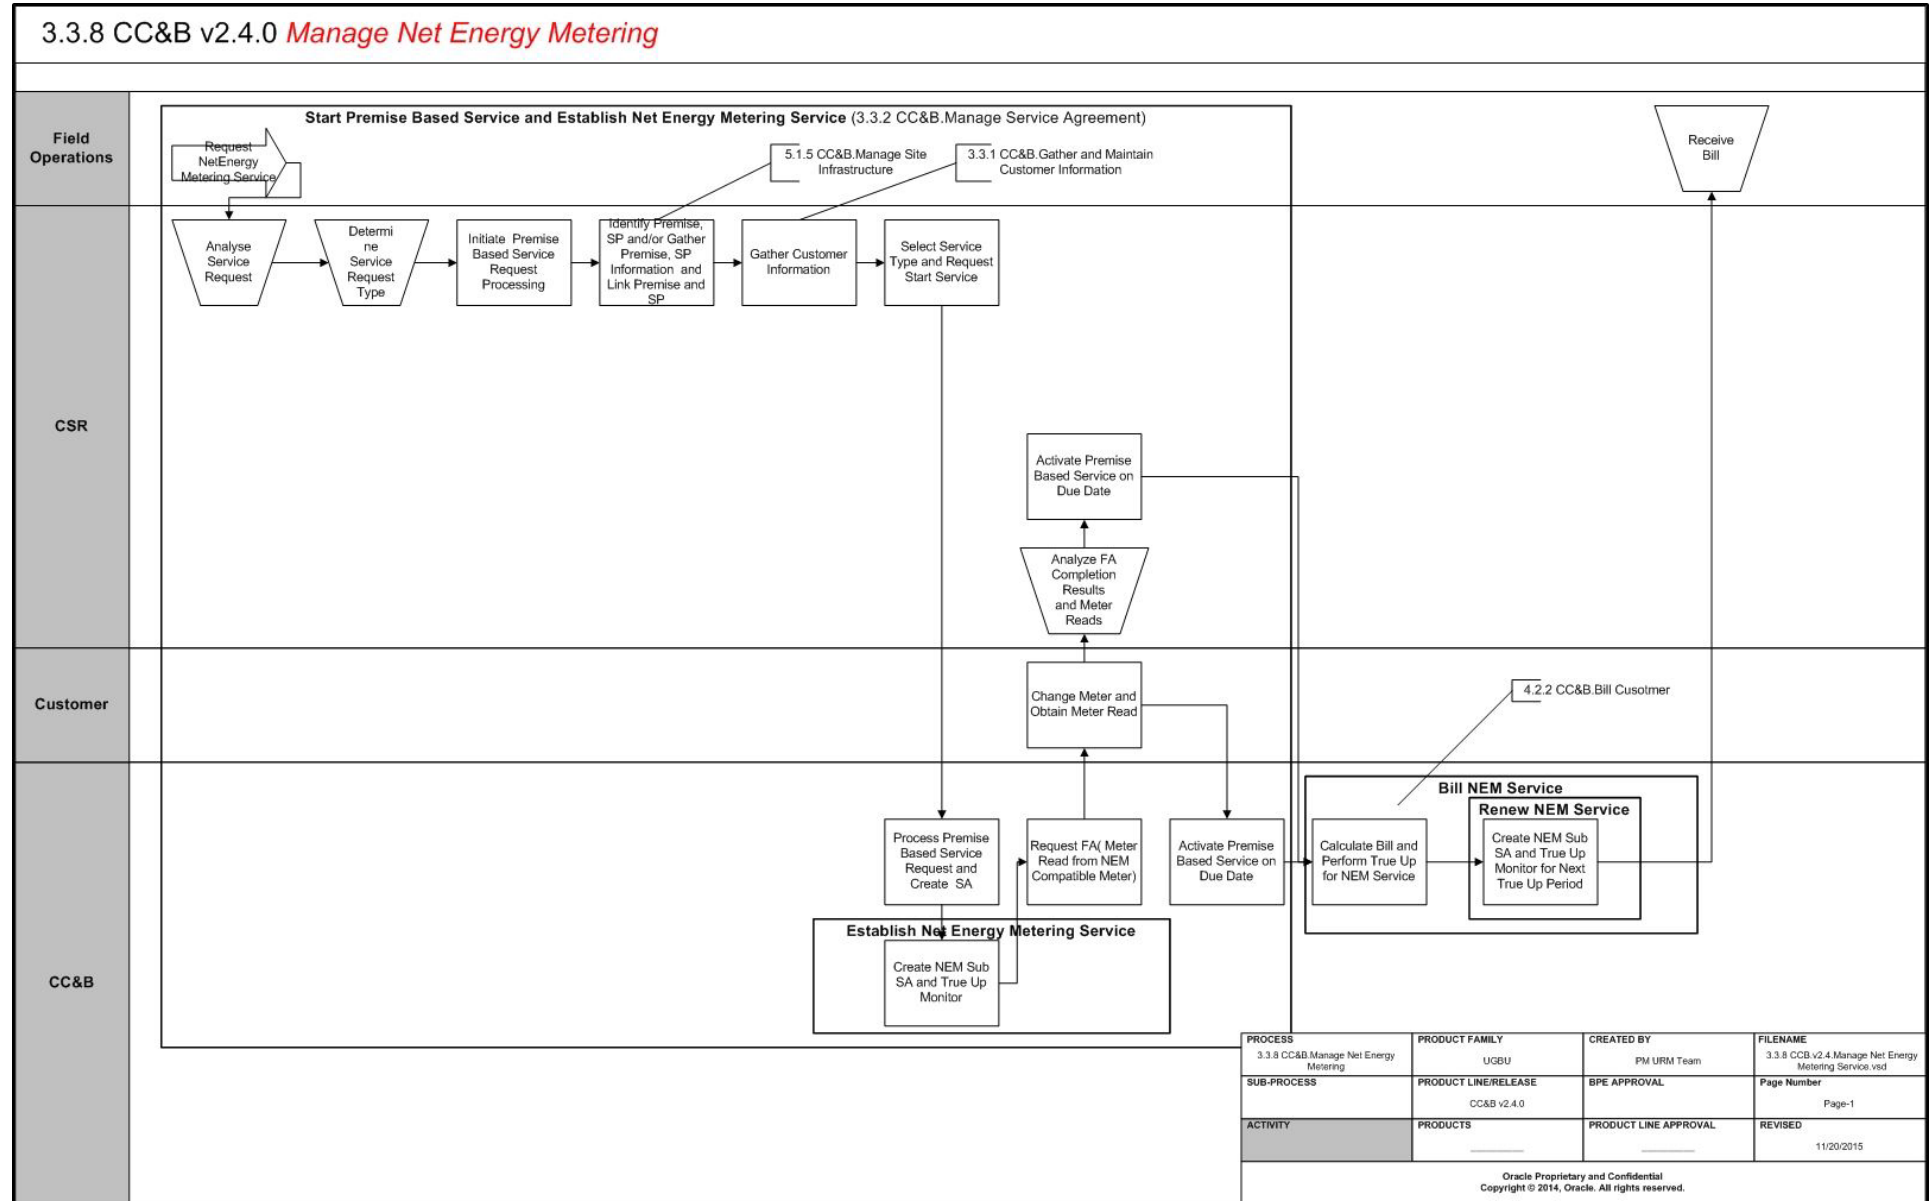 3.3.8 CC&B v2.4.0 Manage Net Energy Metering
Field
Operations
Start Premise Based Service and Establish Net Energy Metering Service (3.3.2 CC&B.Manage Service Agreement)
Request
NetEnergy
Metering Service
5.1.5 CC&B.Manage Site
Infrastructure
3.3.1 CC&B.Gather and Maintain
Customer Information
Receive
Bill
CSR
Analyse
Service
Request
Determi
ne
Service
Request
Type
Initiate Premise
Based Service
Request
Processing
Identify Premise,
SP and/or Gather
Premise, SP
Information and
Link Premise and
SP
Gather Customer
Information
Select Service
Type and Request
Start Service
Activate Premise
Based Service on
Due Date
Analyze FA
Completion
Results
and Meter
Reads
Customer
Change Meter and
Obtain Meter Read
4.2.2 CC&B.Bill Cusotmer
CC&B
Process Premise
Based Service
Request and
Create SA
Request FA( Meter
Read from NEM
Compatible Meter)
Activate Premise
Based Service on
Due Date
Bill NEM Service
Renew NEM Service
Calculate Bill and
Perform True Up
for NEM Service
Create NEM Sub
SA and True Up
Monitor for Next
True Up Period
Establish Net Energy Metering Service
Create NEM Sub
SA and True Up
Monitor
PROCESS
3.3.8 CC&B.Manage Net Energy
Metering
PRODUCT FAMILY
UGBU
CREATED BY
PM URM Team
FILENAME
3.3.8 CCB.v2.4.Manage Net Energy
Metering Service.vsd
SUB-PROCESS
PRODUCT LINE/RELEASE
CC&B v2.4.0
BPE APPROVAL
Page Number
Page-1
ACTIVITY
PRODUCTS
PRODUCT LINE APPROVAL
REVISED
11/20/2015
Oracle Proprietary and Confidential
Copyright © 2014, Oracle. All rights reserved.